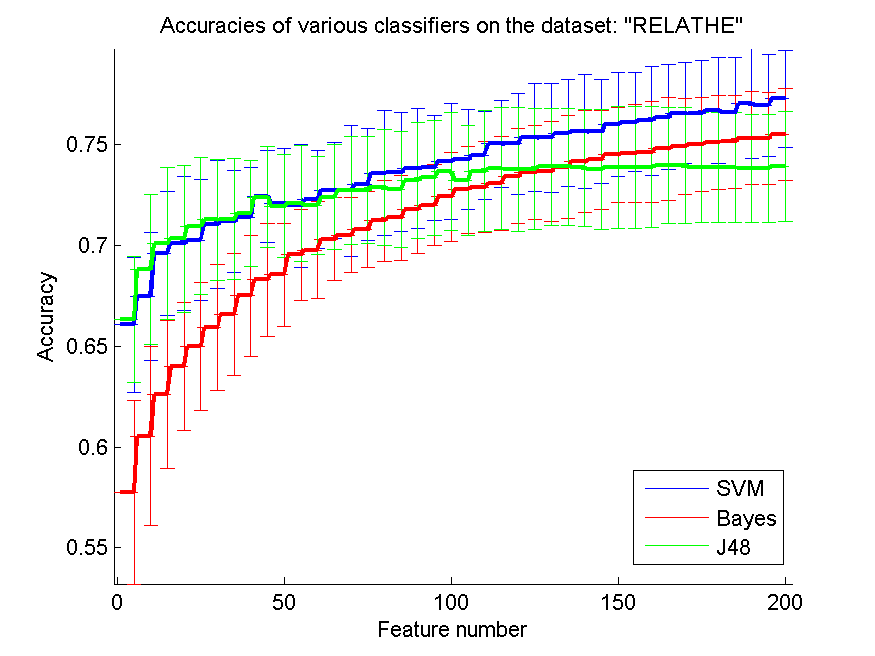 Accuracies of various classifiers on the dataset: "RELATHE"
0.75
0.7
0.65
0.6
0.55
Accuracy
SVM
Bayes
J48
0 50 100 150 200
Feature number